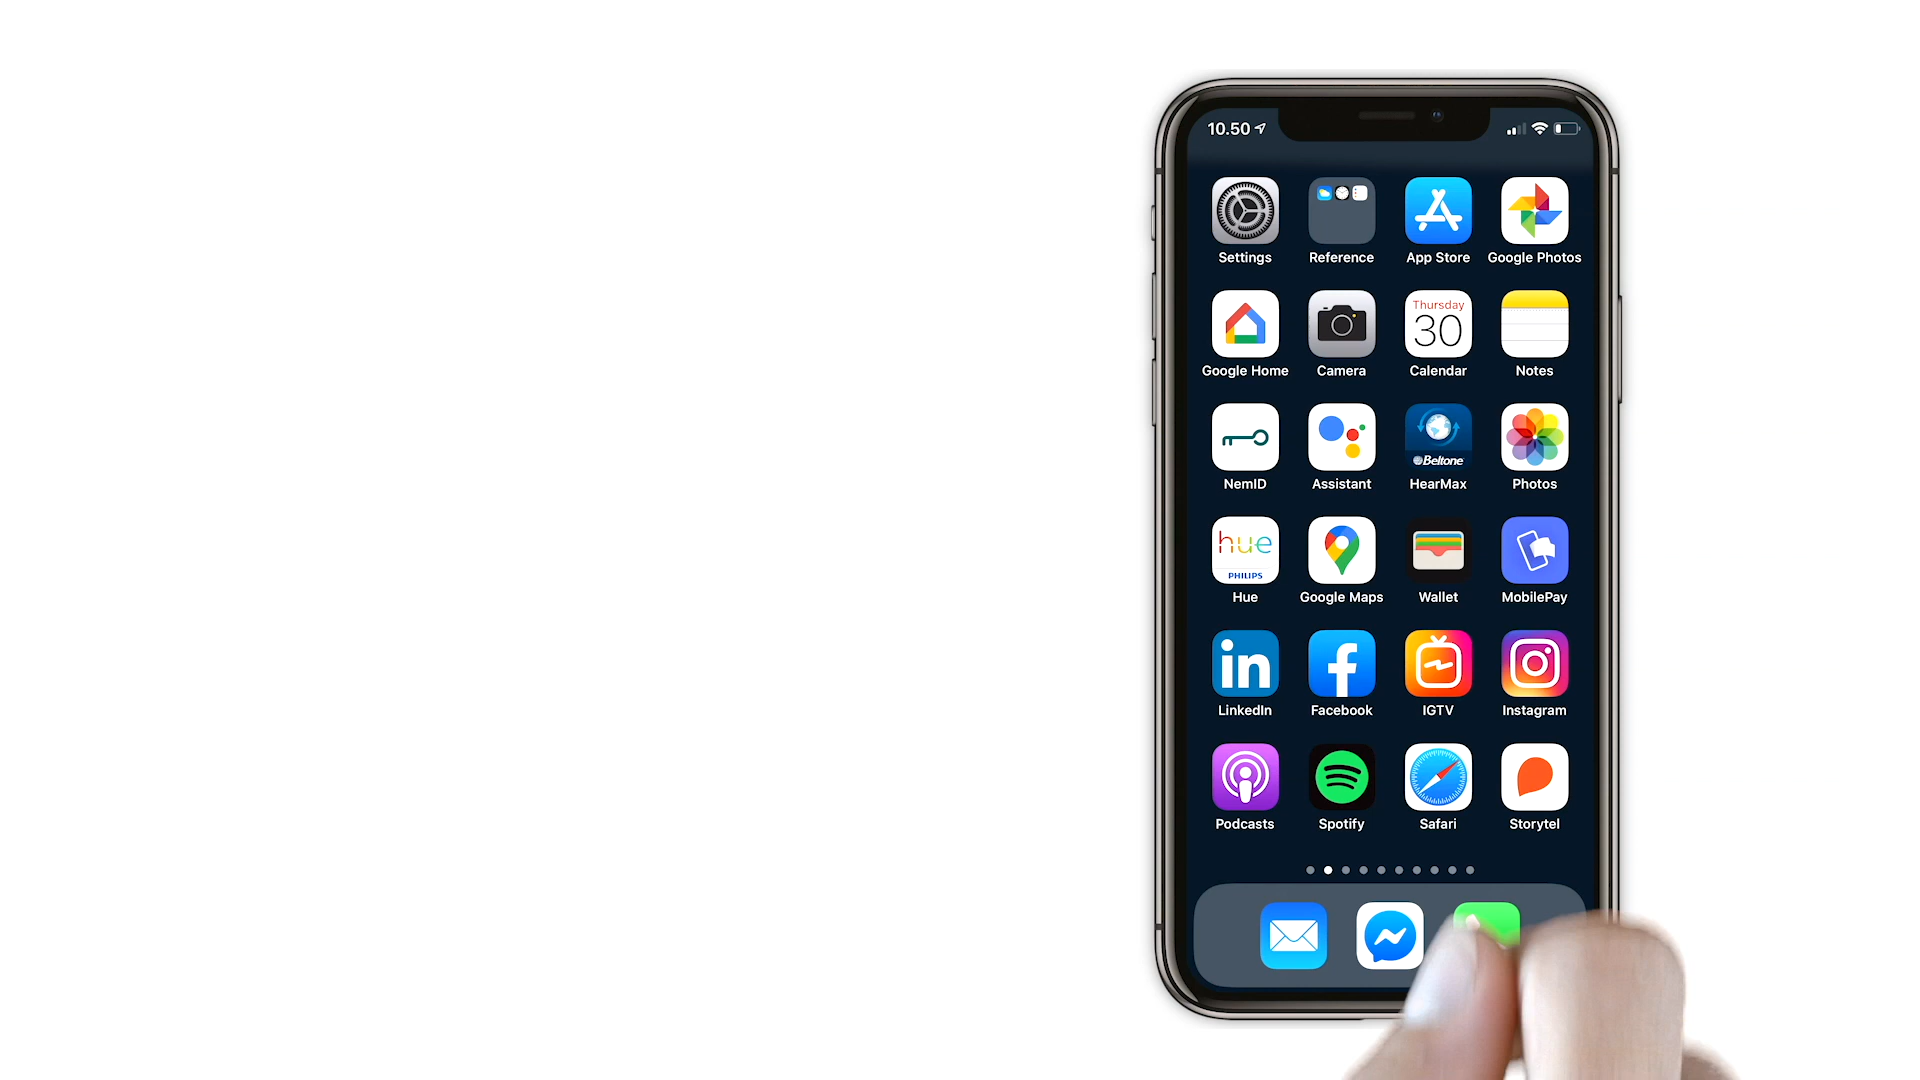 10.50
Settings
Reference
App Store
Google Photos
Thursday
30
Google Home
Camera
Calendar
Notes
Beltone
NemID
Assistant
HearMax
Photos
hue
PHILIPS
Hue
Google Maps
Wallet
MobilePay
in
f
LinkedIn
Facebook
IGTV
Instagram
Podcasts
Spotify
Safari
Storytel